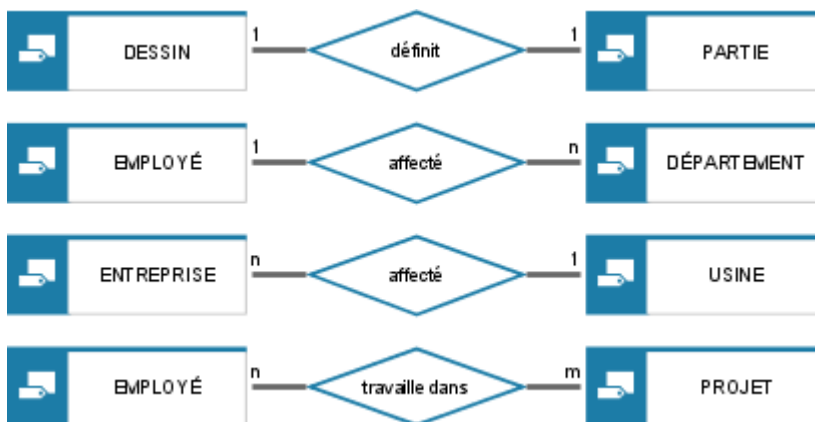 DESSIN 1 définit 1 PARTIE
EMPLOYÉ 1 affecté n DÉPARTEMENT
ENTREPRISE n affecté 1 USINE
EMPLOYÉ n travaille dans m PROJET